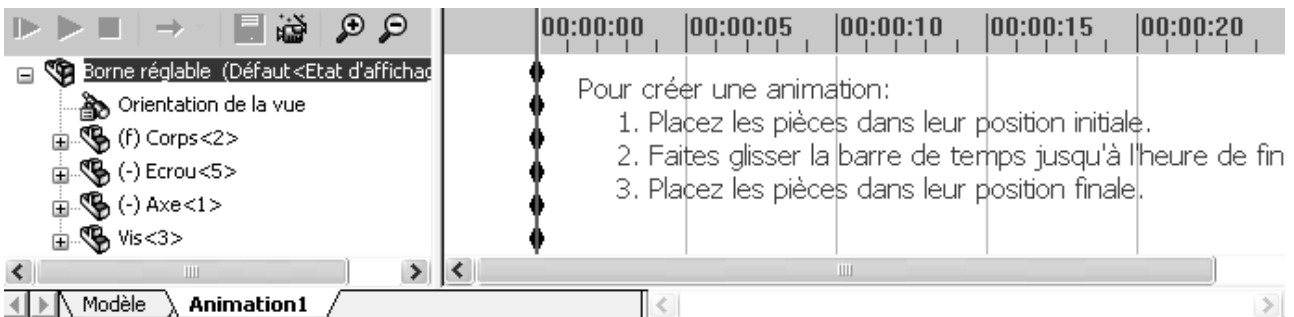 00:00:00 00:00:05 00:00:10 00:00:15 00:00:20
Borne réglable (Défaut<Etat d'affichag
Orientation de la vue
(f) Corps<2>
(-) Ecrou<5>
(-) Axe<1>
Vis<3>
Pour créer une animation:
1. Placez les pièces dans leur position initiale.
2. Faites glisser la barre de temps jusqu'à l'heure de fin
3. Placez les pièces dans leur position finale.
Modèle Animation1